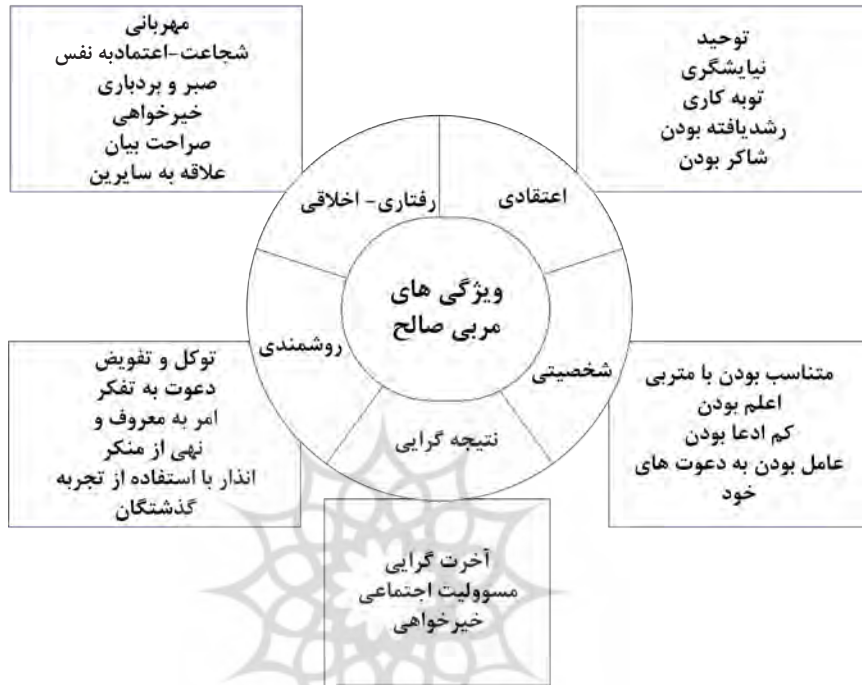 مهربانی
شجاعت-اعتمادبه نفس
صبر و بردباری
خیرخواهی
صراحت بیان
علاقه به سایرین
توحید
نیایشگری
توبه کاری
رشدیافته بودن
شاکر بودن
رفتاری- اخلاقی
اعتقادی
ویژگی های
مربی صالح
روشمندی
شخصیتی
نتیجه گرایی
توکل و تفویض
دعوت به تفکر
امر به معروف و
نهی از منکر
انذار با استفاده از تجربه
گذشتگان
متناسب بودن با متربی
اعلم بودن
کم ادعا بودن
عامل بودن به دعوت های
خود
آخرت گرایی
مسوولیت اجتماعی
خیرخواهی